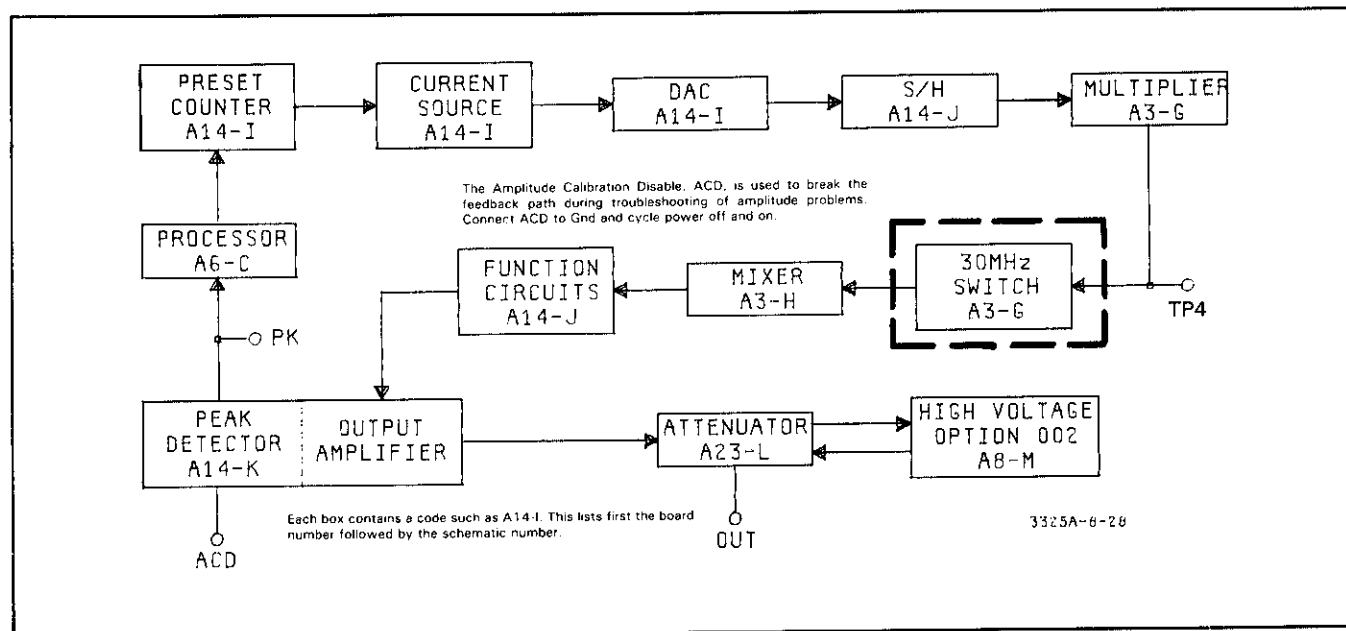 PRESET
COUNTER
A14-I
CURRENT
SOURCE
A14-I
DAC
A14-I
S/H
A14-J
MULTIPLIER
A3-G
The Amplitude Calibration Disable, ACD, is used to break the
feedback path during troubleshooting of amplitude problems.
Connect ACD to Gnd and cycle power off and on.
PROCESSOR
A6-C
FUNCTION
CIRCUITS
A14-J
MIXER
A3-H
30MHz
SWITCH
A3-G
TP4
PK
PEAK
DETECTOR
A14-K
OUTPUT
AMPLIFIER
ATTENUATOR
A23-L
HIGH VOLTAGE
OPTION 002
A8-M
Each box contains a code such as A14-I. This lists first the board
number followed by the schematic number.
ACD
OUT
3325A-8-28